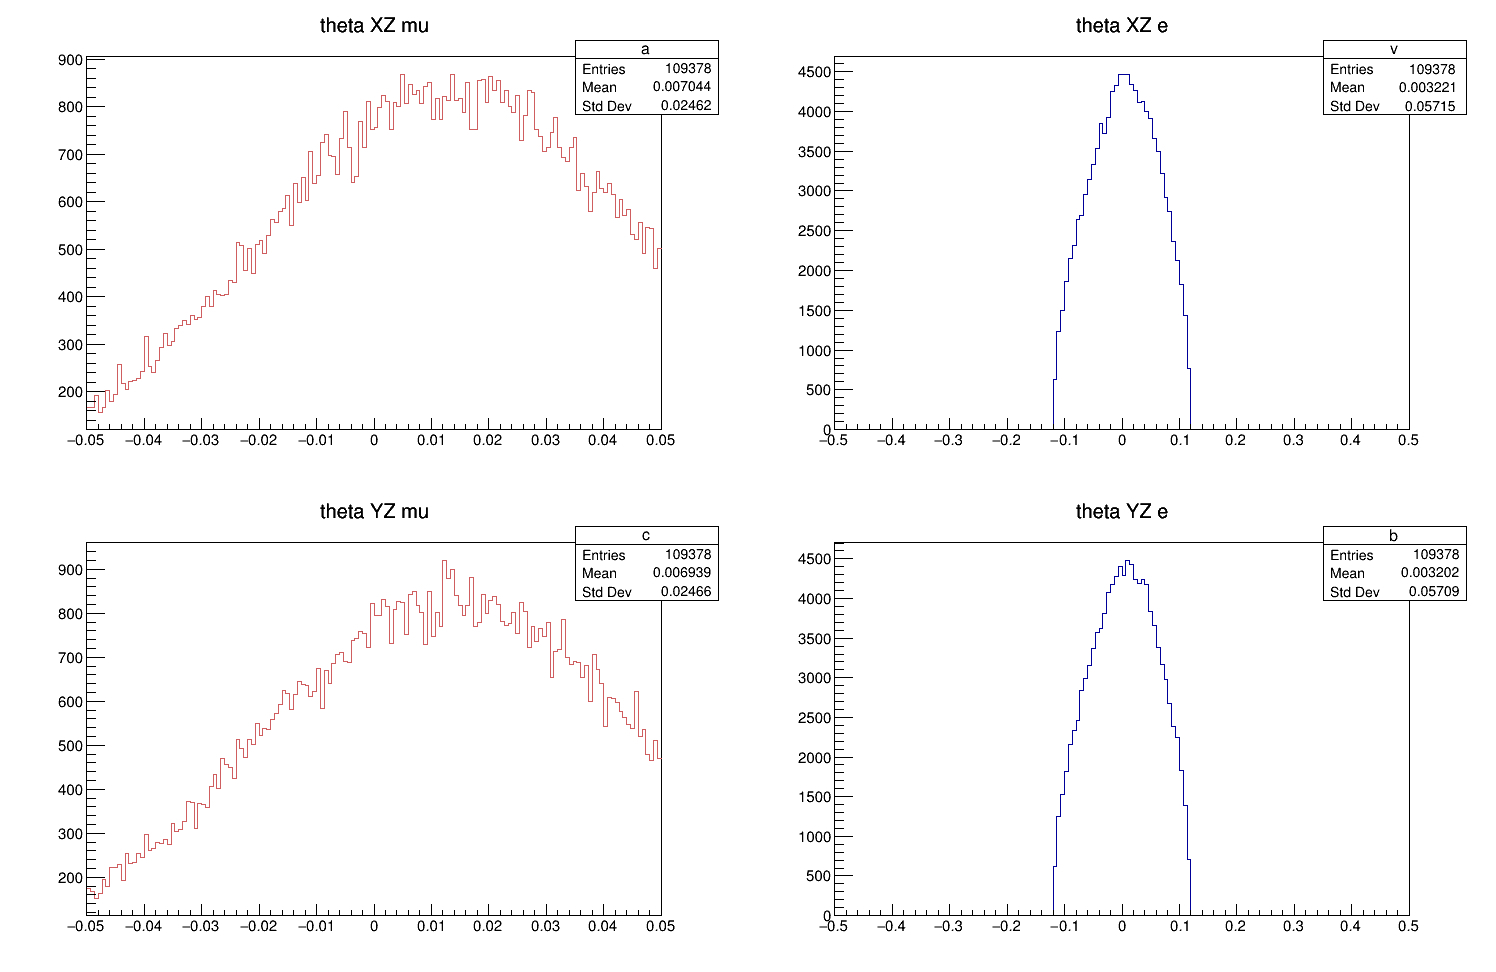 theta XZ mu
a
Entries 109378
Mean 0.007044
Std Dev 0.02462
900
800
700
600
500
400
300
200
−0.05 −0.04 −0.03 −0.02 −0.01 0 0.01 0.02 0.03 0.04 0.05
theta XZ e
v
Entries 109378
Mean 0.003221
Std Dev 0.05715
4500
4000
3500
3000
2500
2000
1500
1000
500
0
−0.5 −0.4 −0.3 −0.2 −0.1 0 0.1 0.2 0.3 0.4 0.5
theta YZ mu
c
Entries 109378
Mean 0.006939
Std Dev 0.02466
900
800
700
600
500
400
300
200
−0.05 −0.04 −0.03 −0.02 −0.01 0 0.01 0.02 0.03 0.04 0.05
theta YZ e
b
Entries 109378
Mean 0.003202
Std Dev 0.05709
4500
4000
3500
3000
2500
2000
1500
1000
500
0
−0.5 −0.4 −0.3 −0.2 −0.1 0 0.1 0.2 0.3 0.4 0.5